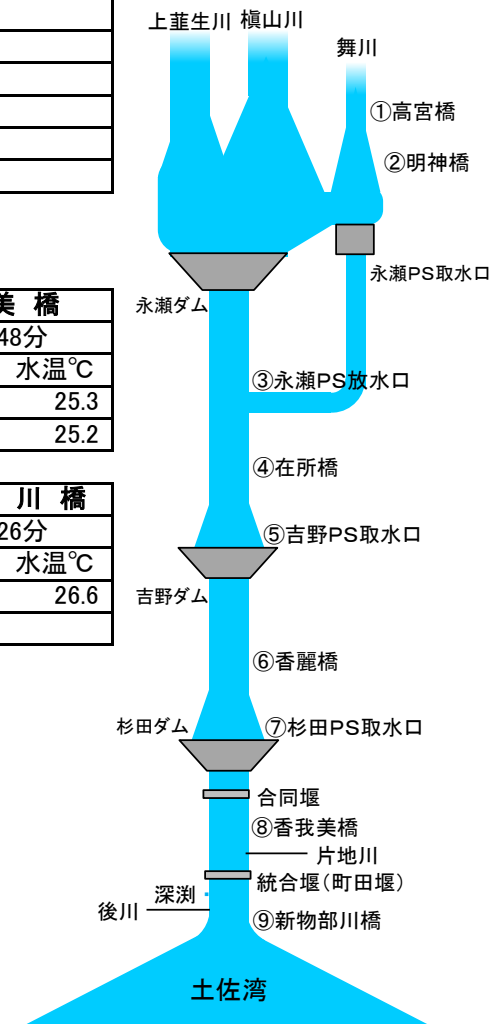 上韮生川 槇山川
舞川
①高宮橋
②明神橋
永瀬PS取水口
永瀬ダム
③永瀬PS放水口
④在所橋
⑤吉野PS取水口
吉野ダム
⑥香麗橋
杉田ダム
⑦杉田PS取水口
合同堰
⑧香我美橋
片地川
統合堰(町田堰)
深渕
後川
⑨新物部川橋
土佐湾
美 橋
48分
水温℃
25.3
25.2
川 橋
26分
水温℃
26.6